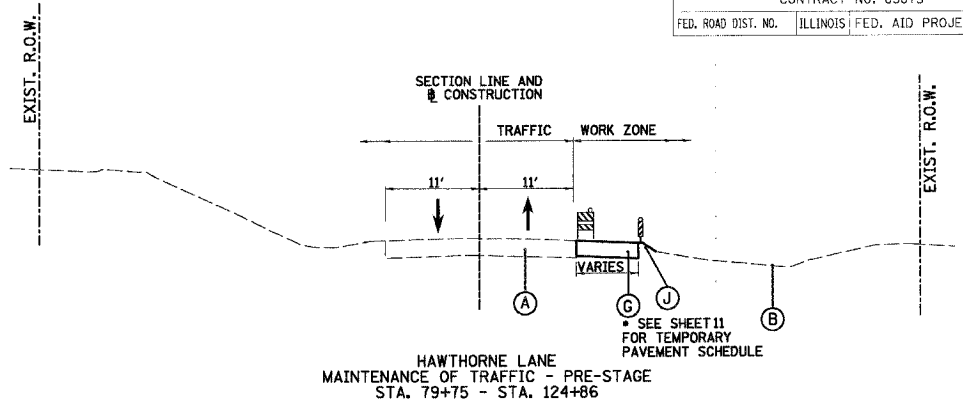 FED. ROAD DIST. NO. ILLINOIS FED. AID PROJE
EXIST. R.O.W.
SECTION LINE AND
℄ CONSTRUCTION
TRAFFIC WORK ZONE
EXIST. R.O.W.
11' 11'
VARIES
A
G
J
B
• SEE SHEET 11
FOR TEMPORARY
PAVEMENT SCHEDULE
HAWTHORNE LANE
MAINTENANCE OF TRAFFIC - PRE-STAGE
STA. 79+75 - STA. 124+86